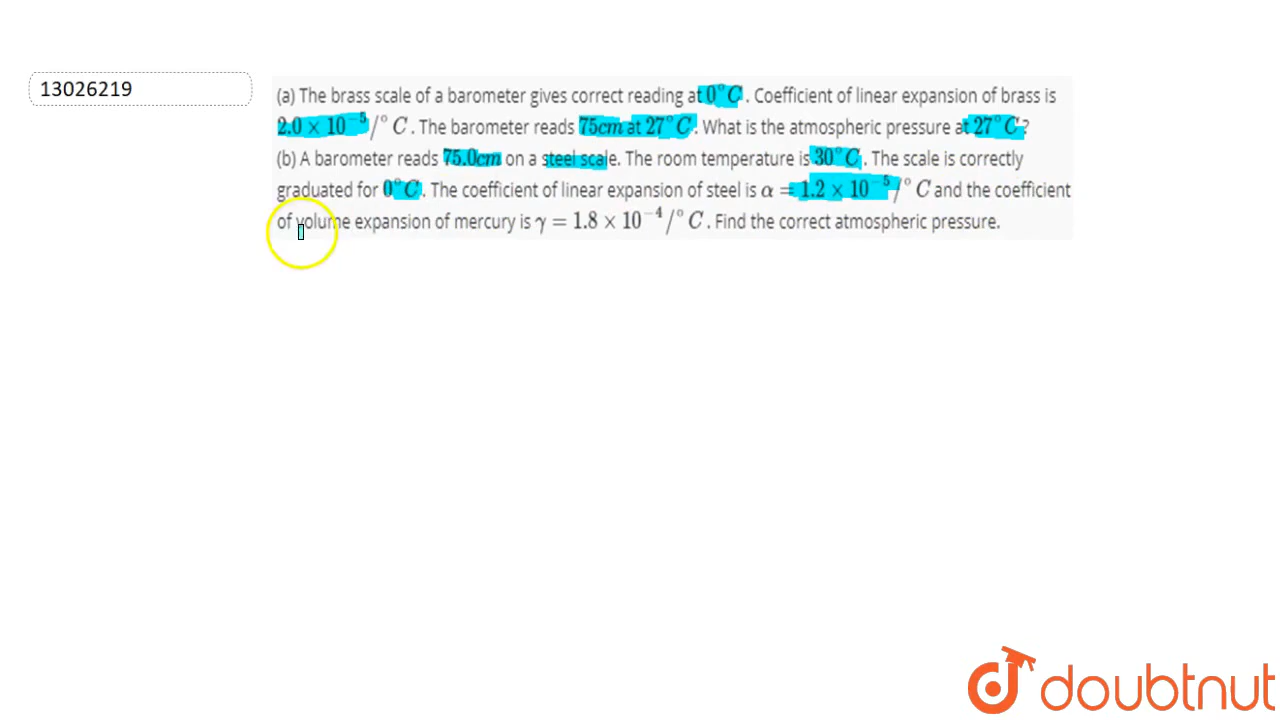 13026219
(a) The brass scale of a barometer gives correct reading at 0°C. Coefficient of linear expansion of brass is
2.0 × 10⁻⁵/°C. The barometer reads 75cm at 27°C. What is the atmospheric pressure at 27°C?
(b) A barometer reads 75.0cm on a steel scale. The room temperature is 30°C. The scale is correctly
graduated for 0°C. The coefficient of linear expansion of steel is α = 1.2 × 10⁻⁵/°C and the coefficient
of volume expansion of mercury is γ = 1.8 × 10⁻⁴/°C. Find the correct atmospheric pressure.
doubtnut